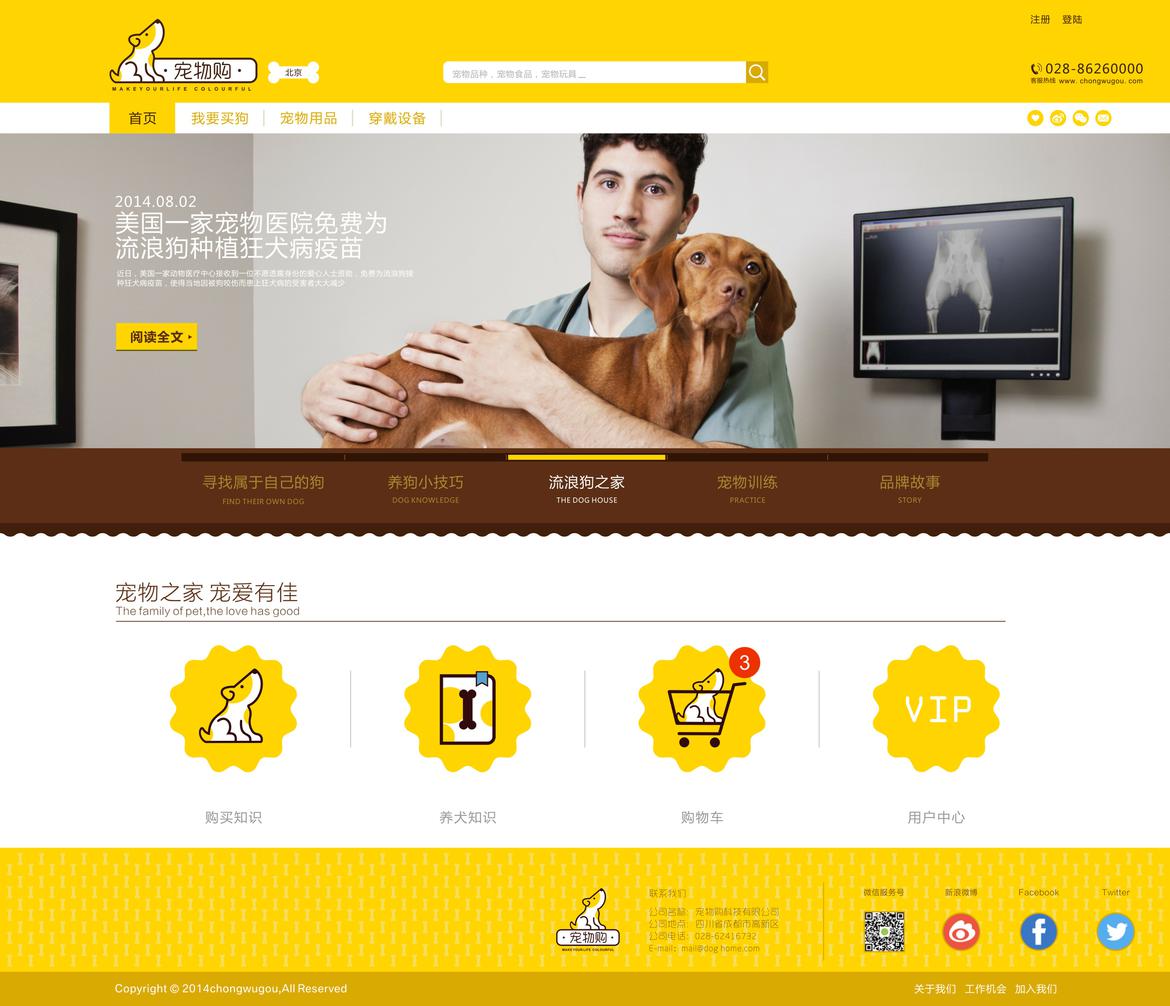 注册 登陆
·宠物购·
MAKEYOURLIFE COLOURFUL
北京
宠物品种，宠物食品，宠物玩具
028-86260000
客服热线 www. chongwugou. com
首页 我要买狗 宠物用品 穿戴设备
2014.08.02
美国一家宠物医院免费为
流浪狗种植狂犬病疫苗
近日，美国一家动物医疗中心接收到一位不愿透露身份的爱心人士资助，免费为流浪狗接
种狂犬病疫苗，使得当地因被狗咬伤而患上狂犬病的受害者大大减少
阅读全文
寻找属于自己的狗 养狗小技巧 流浪狗之家 宠物训练 品牌故事
FIND THEIR OWN DOG DOG KNOWLEDGE THE DOG HOUSE PRACTICE STORY
宠物之家 宠爱有佳
The family of pet,the love has good
3
VIP
购买知识 养犬知识 购物车 用户中心
·宠物购·
MAKE YOUR LIFE COLOURFUL
联系我们
公司名称：宠物购科技有限公司
公司地点：四川省成都市高新区
公司电话：028-62416732
E-mail：mail@dog home.com
微信服务号 新浪微博 Facebook Twitter
Copyright © 2014chongwugou,All Reserved
关于我们 工作机会 加入我们